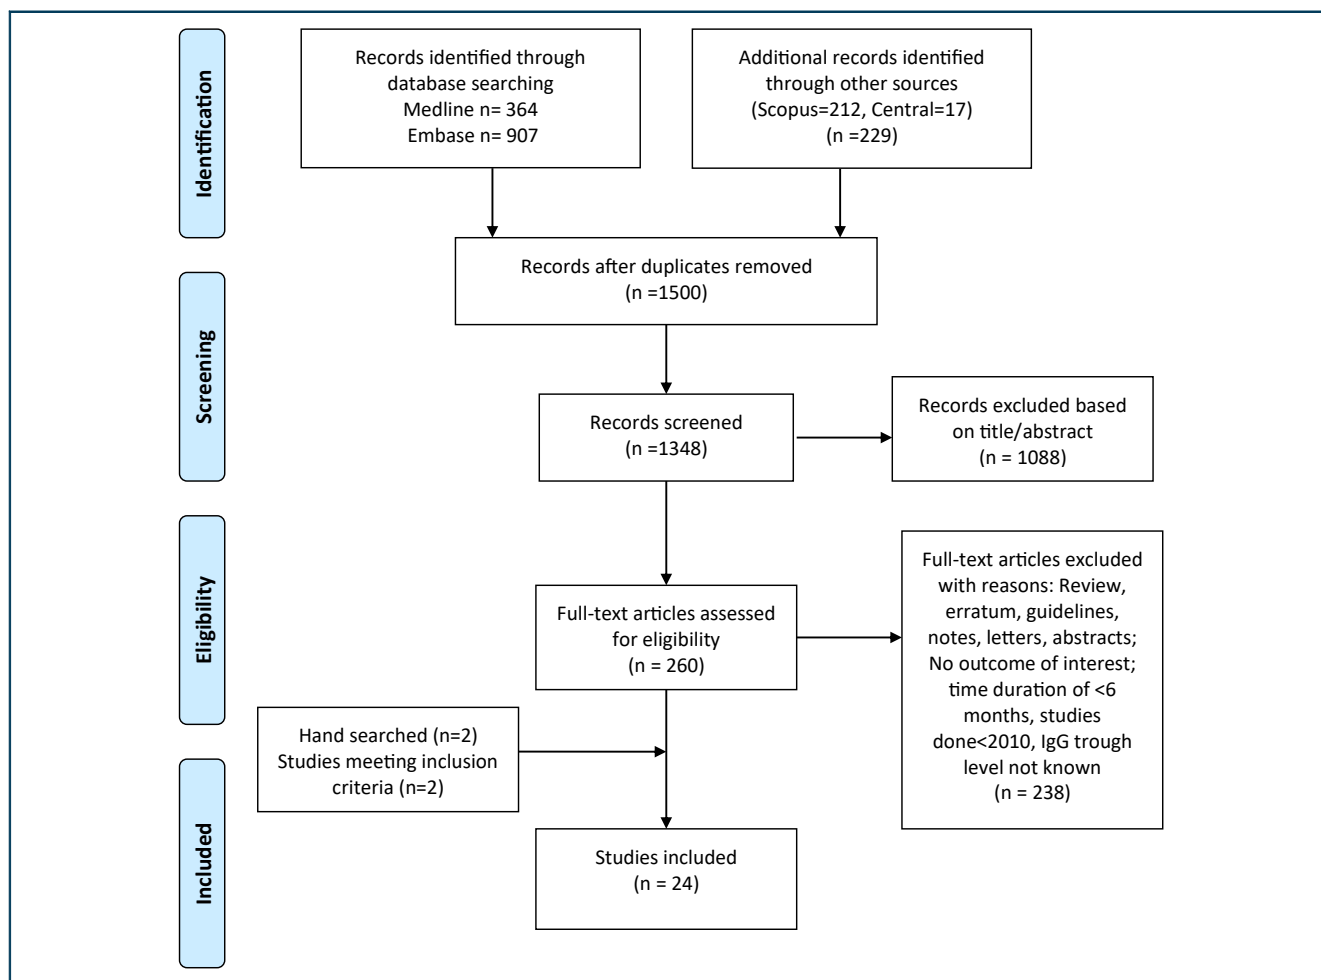 Identification
Records identified through
database searching
Medline n= 364
Embase n= 907
Additional records identified
through other sources
(Scopus=212, Central=17)
(n =229)
Records after duplicates removed
(n =1500)
Screening
Records screened
(n =1348)
Records excluded based
on title/abstract
(n = 1088)
Eligibility
Full-text articles assessed
for eligibility
(n = 260)
Full-text articles excluded
with reasons: Review,
erratum, guidelines,
notes, letters, abstracts;
No outcome of interest;
time duration of <6
months, studies
done<2010, IgG trough
level not known
(n = 238)
Hand searched (n=2)
Studies meeting inclusion
criteria (n=2)
Included
Studies included
(n = 24)